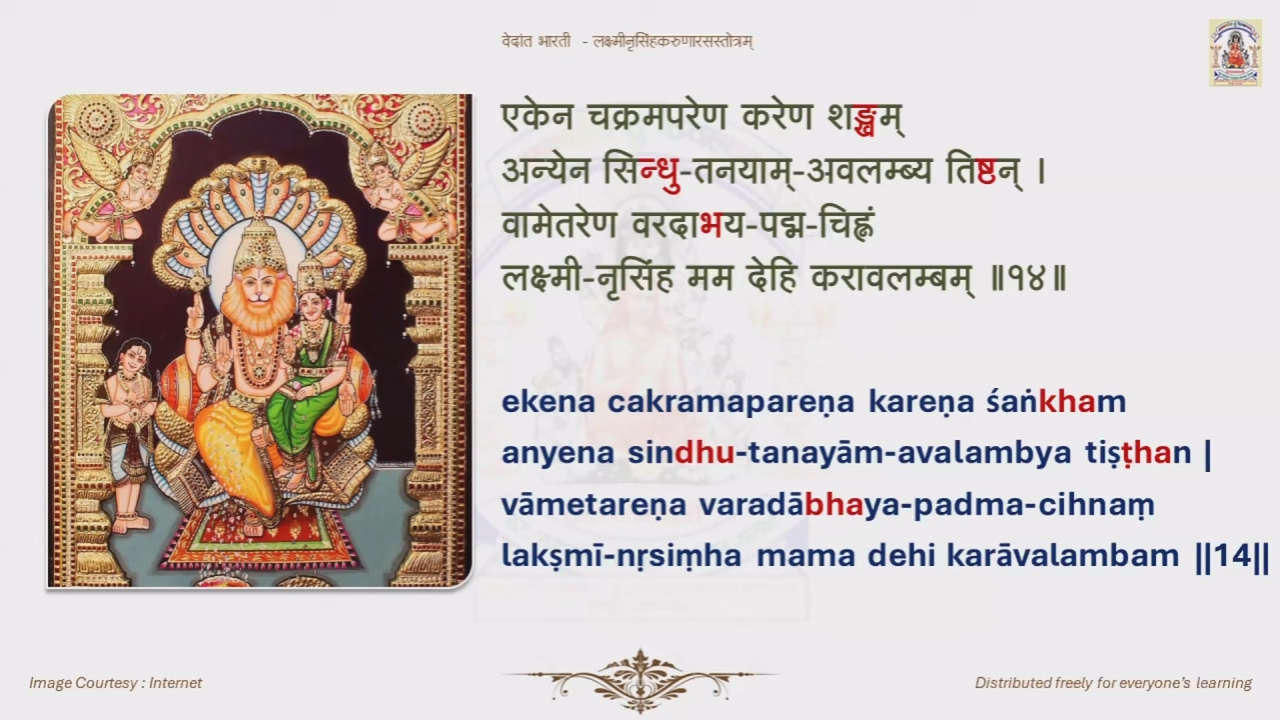 वेदांत भारती - लक्ष्मीनृसिंहकरुणारसस्तोत्रम्
एकेन चक्रमपरेण करेण शङ्खम्
अन्येन सिन्धु-तनयाम्-अवलम्ब्य तिष्ठन् ।
वामेतरेण वरदाभय-पद्म-चिह्नं
लक्ष्मी-नृसिंह मम देहि करावलम्बम् ॥१४॥
ekena cakramapareṇa kareṇa śaṅkham
anyena sindhu-tanayām-avalambya tiṣṭhan |
vāmetareṇa varadābhaya-padma-cihnaṃ
lakṣmī-nṛsiṃha mama dehi karāvalambam ||14||
Image Courtesy : Internet
Distributed freely for everyone's learning